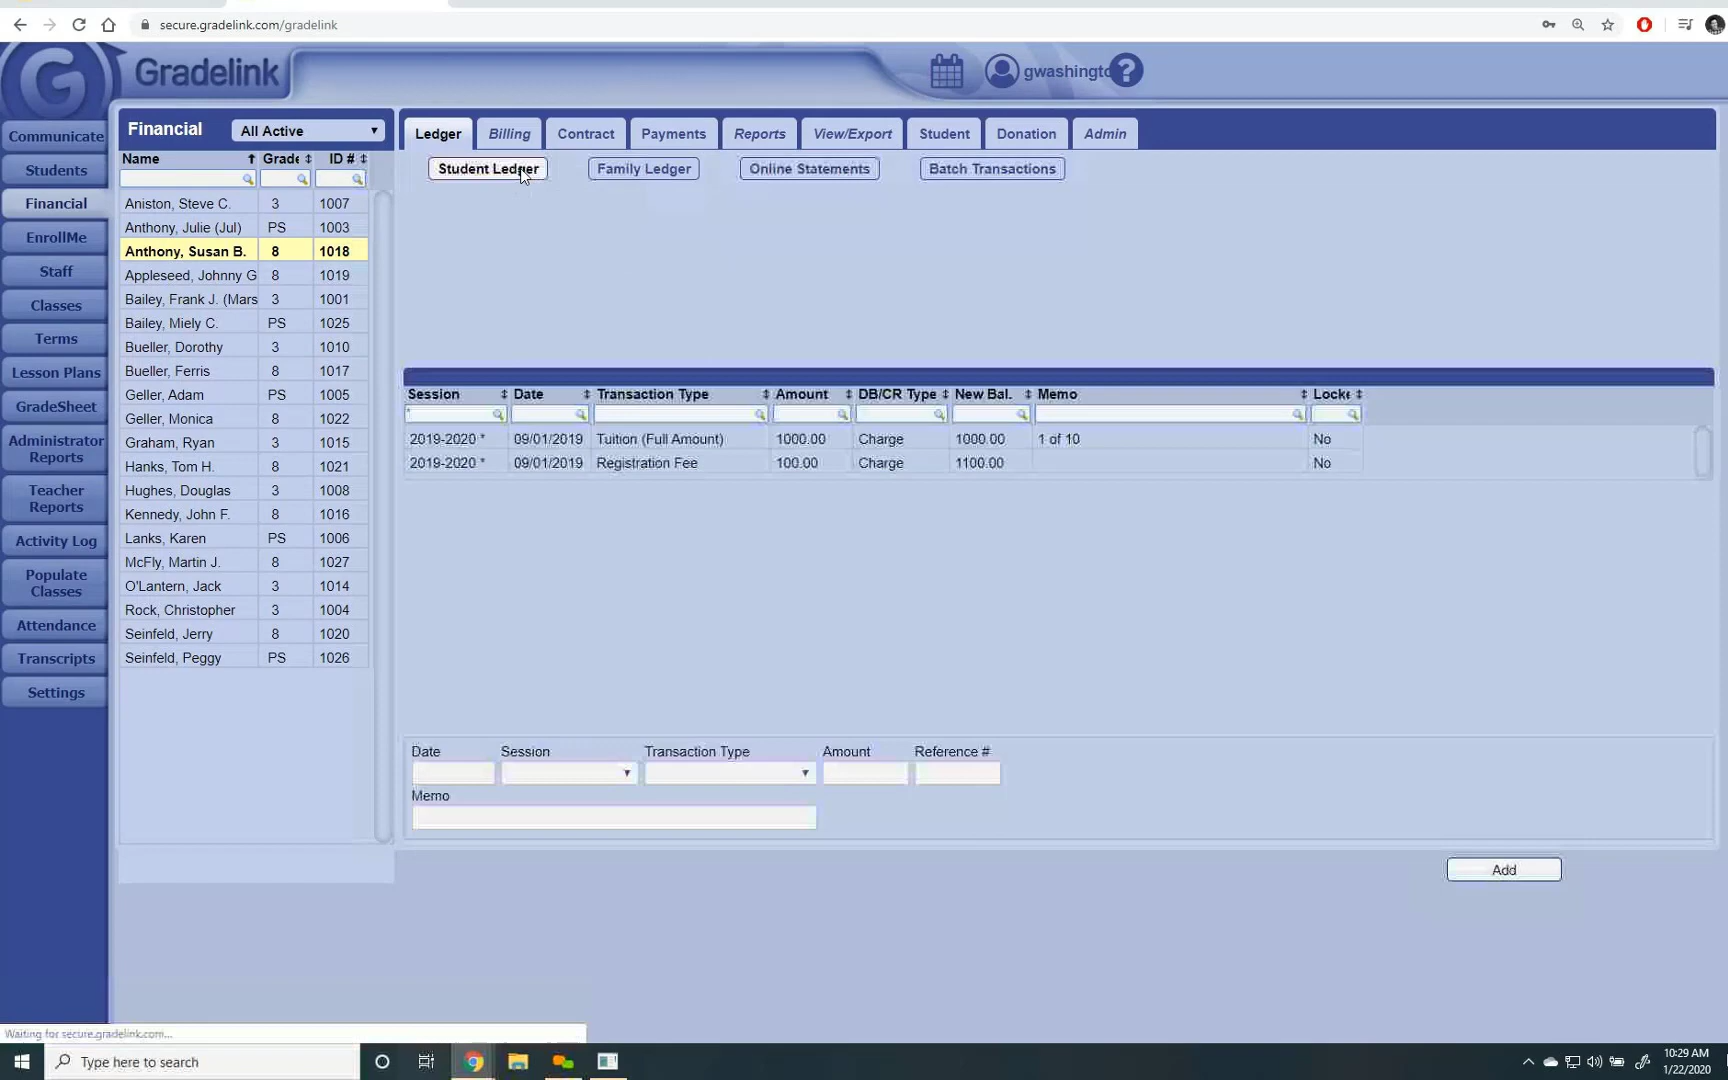 secure.gradelink.com/gradelink
G Gradelink
gwashingto ?
Communicate
Students
Financial
EnrollMe
Staff
Classes
Terms
Lesson Plans
GradeSheet
Administrator
Reports
Teacher
Reports
Activity Log
Populate
Classes
Attendance
Transcripts
Settings
Financial All Active
Name Grade ID #
Aniston, Steve C. 3 1007
Anthony, Julie (Jul) PS 1003
Anthony, Susan B. 8 1018
Appleseed, Johnny G 8 1019
Bailey, Frank J. (Mars 3 1001
Bailey, Miely C. PS 1025
Bueller, Dorothy 3 1010
Bueller, Ferris 8 1017
Geller, Adam PS 1005
Geller, Monica 8 1022
Graham, Ryan 3 1015
Hanks, Tom H. 8 1021
Hughes, Douglas 3 1008
Kennedy, John F. 8 1016
Lanks, Karen PS 1006
McFly, Martin J. 8 1027
O'Lantern, Jack 3 1014
Rock, Christopher 3 1004
Seinfeld, Jerry 8 1020
Seinfeld, Peggy PS 1026
Ledger Billing Contract Payments Reports View/Export Student Donation Admin
Student Ledger Family Ledger Online Statements Batch Transactions
Session Date Transaction Type Amount DB/CR Type New Bal. Memo Locke
*
2019-2020 * 09/01/2019 Tuition (Full Amount) 1000.00 Charge 1000.00 1 of 10 No
2019-2020 * 09/01/2019 Registration Fee 100.00 Charge 1100.00 No
Date Session Transaction Type Amount Reference #
Memo
Add
Waiting for secure.gradelink.com...
Type here to search
10:29 AM
1/22/2020